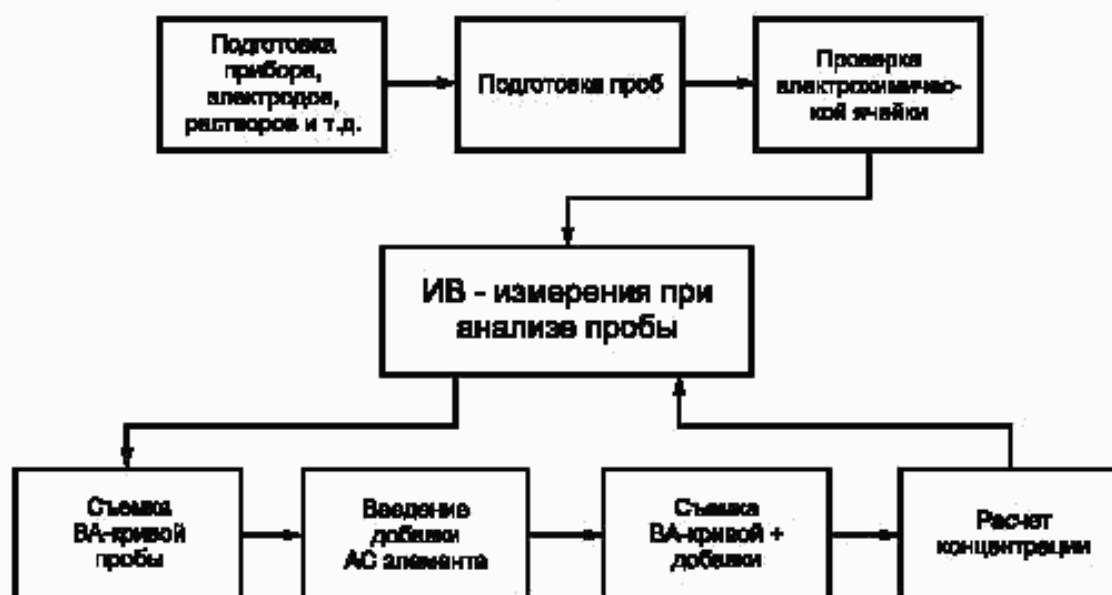 Подготовка
прибора,
электродов,
растворов и т.д.
Подготовка проб
Проверка
электрохимичес-
кой ячейки
ИВ - измерения при
анализе пробы
Съемка
ВА-кривой
пробы
Введение
добавки
АС элемента
Съемка
ВА-кривой +
добавки
Расчет
концентрации